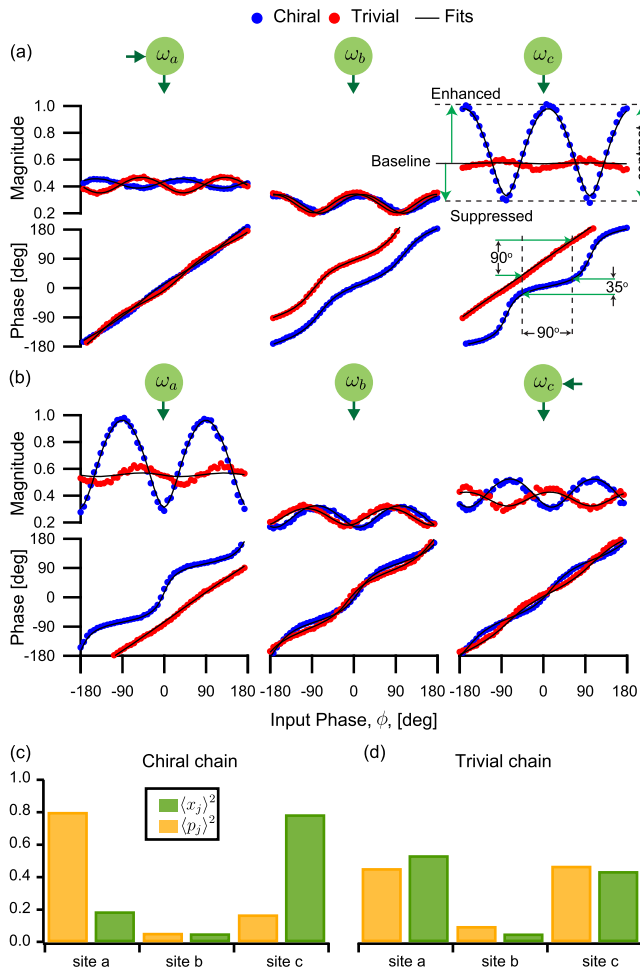 Chiral Trivial Fits
(a)
ωa ωb ωc
Enhanced
Baseline
Suppressed
Magnitude
1.0
0.8
0.6
0.4
0.2
Phase [deg]
180
90
0
-90
-180
90o
35o
90o
(b)
ωa ωb ωc
Magnitude
1.0
0.8
0.6
0.4
0.2
Phase [deg]
180
90
0
-90
-180
-180 -90 0 90 180 -180 -90 0 90 180 -180 -90 0 90 180
Input Phase, ϕ, [deg]
(c) Chiral chain
(d) Trivial chain
1.0
0.8
0.6
0.4
0.2
0.0
⟨xj⟩2
⟨pj⟩2
site a site b site c site a site b site c